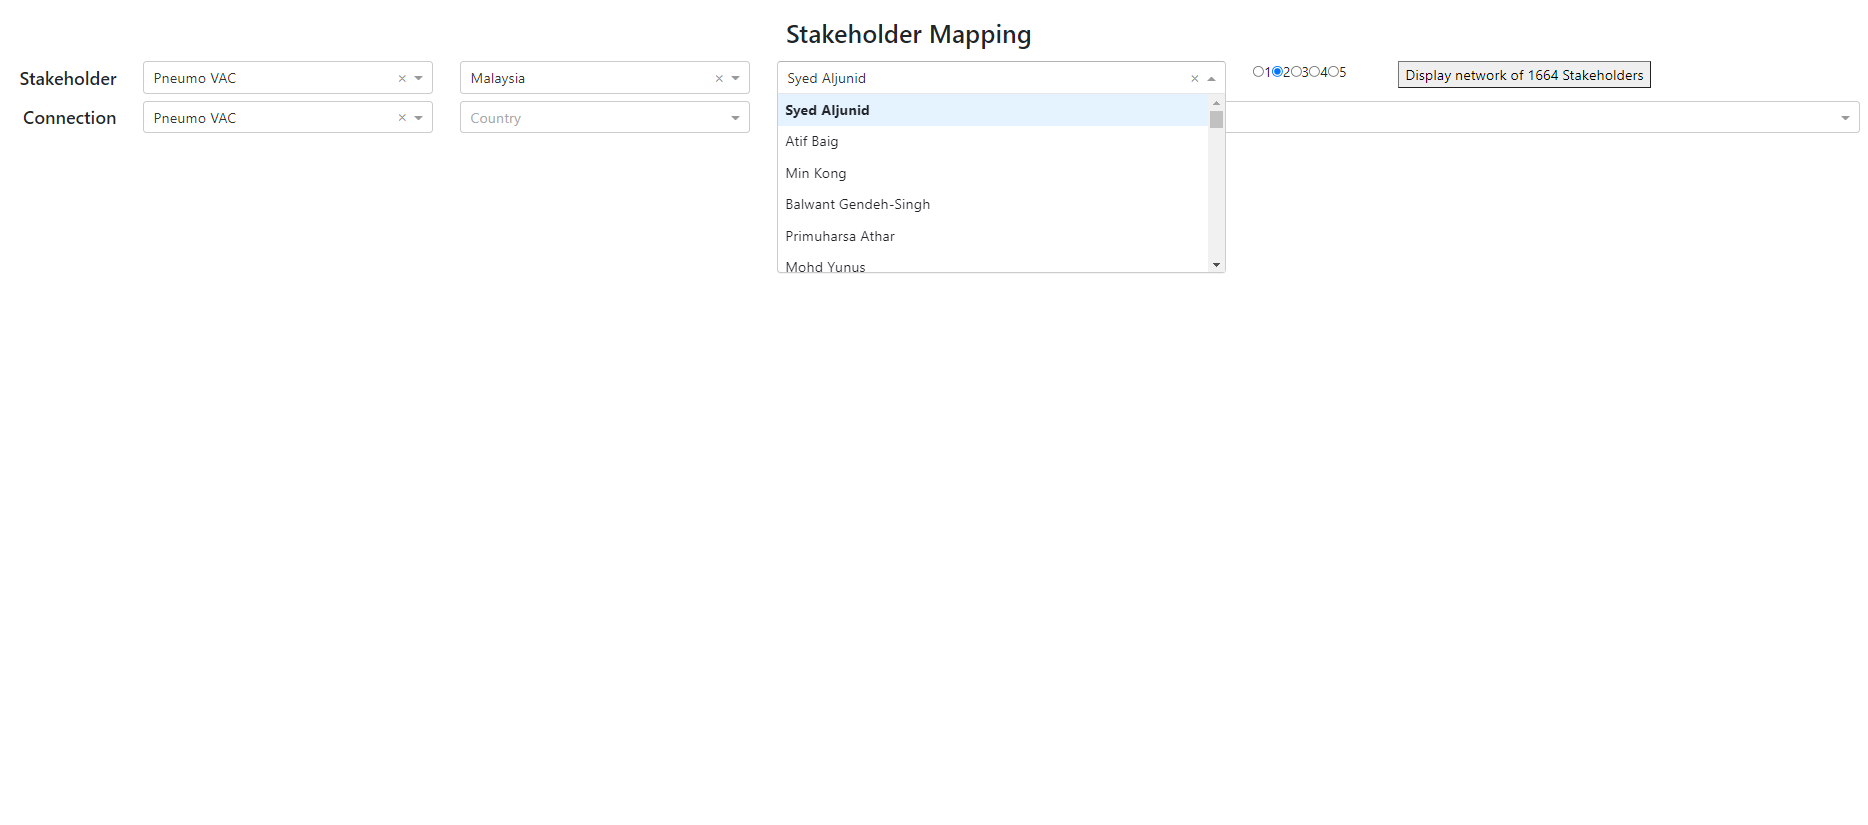 Stakeholder Mapping
Stakeholder Pneumo VAC × Malaysia × Syed Aljunid × 1 2 3 4 5 Display network of 1664 Stakeholders
Connection Pneumo VAC × Country
Syed Aljunid
Atif Baig
Min Kong
Balwant Gendeh-Singh
Primuharsa Athar
Mohd Yunus